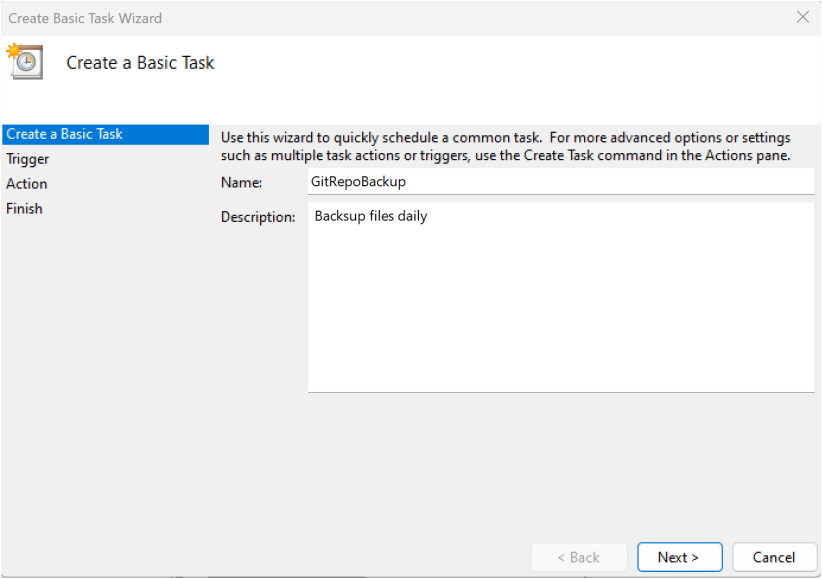 Create Basic Task Wizard
Create a Basic Task
Create a Basic Task
Trigger
Action
Finish
Use this wizard to quickly schedule a common task.  For more advanced options or settings
such as multiple task actions or triggers, use the Create Task command in the Actions pane.
Name: GitRepoBackup
Description: Backsup files daily
< Back Next > Cancel